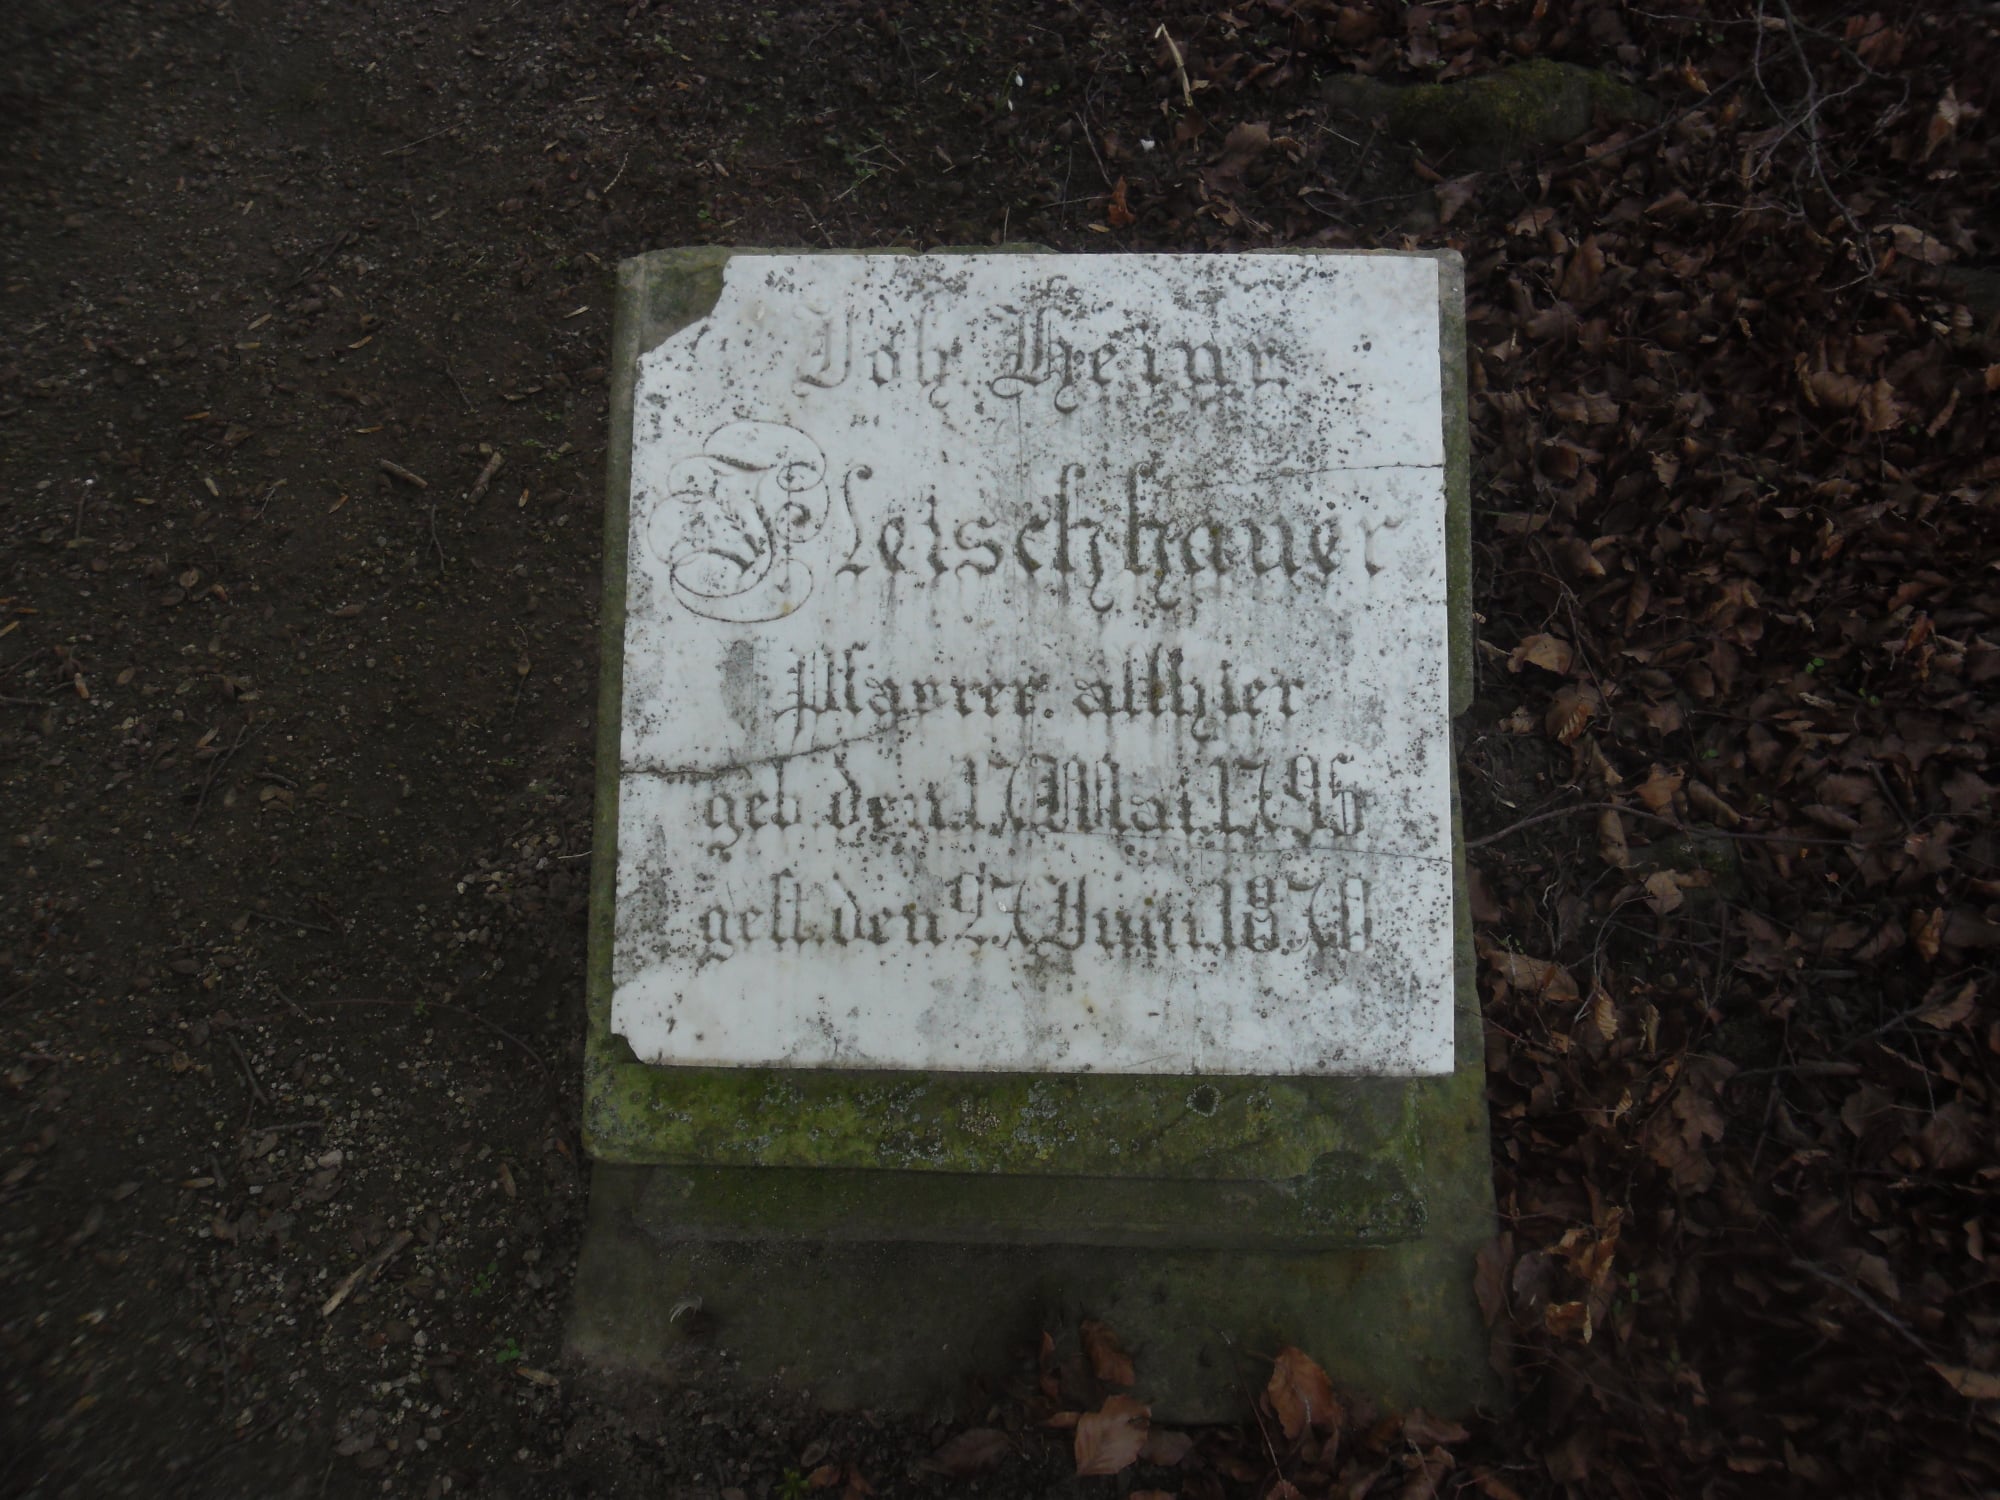 Joh. Heinr.
Fleischhauer
Pfarrer allhier
geb. den 17 Mai 1795
gest. den 27 Juni 1870